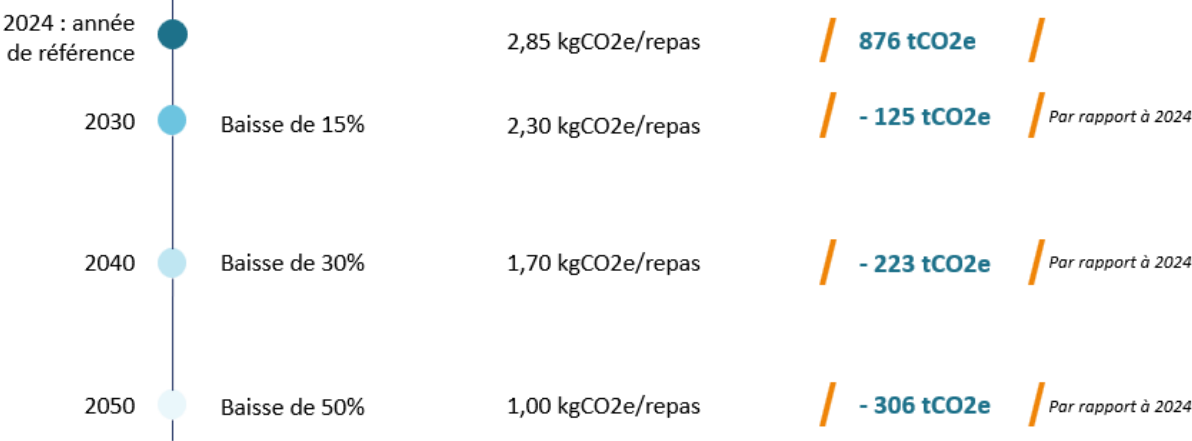 2024 : année
de référence
2,85 kgCO2e/repas
876 tCO2e
2030
Baisse de 15%
2,30 kgCO2e/repas
- 125 tCO2e
Par rapport à 2024
2040
Baisse de 30%
1,70 kgCO2e/repas
- 223 tCO2e
Par rapport à 2024
2050
Baisse de 50%
1,00 kgCO2e/repas
- 306 tCO2e
Par rapport à 2024